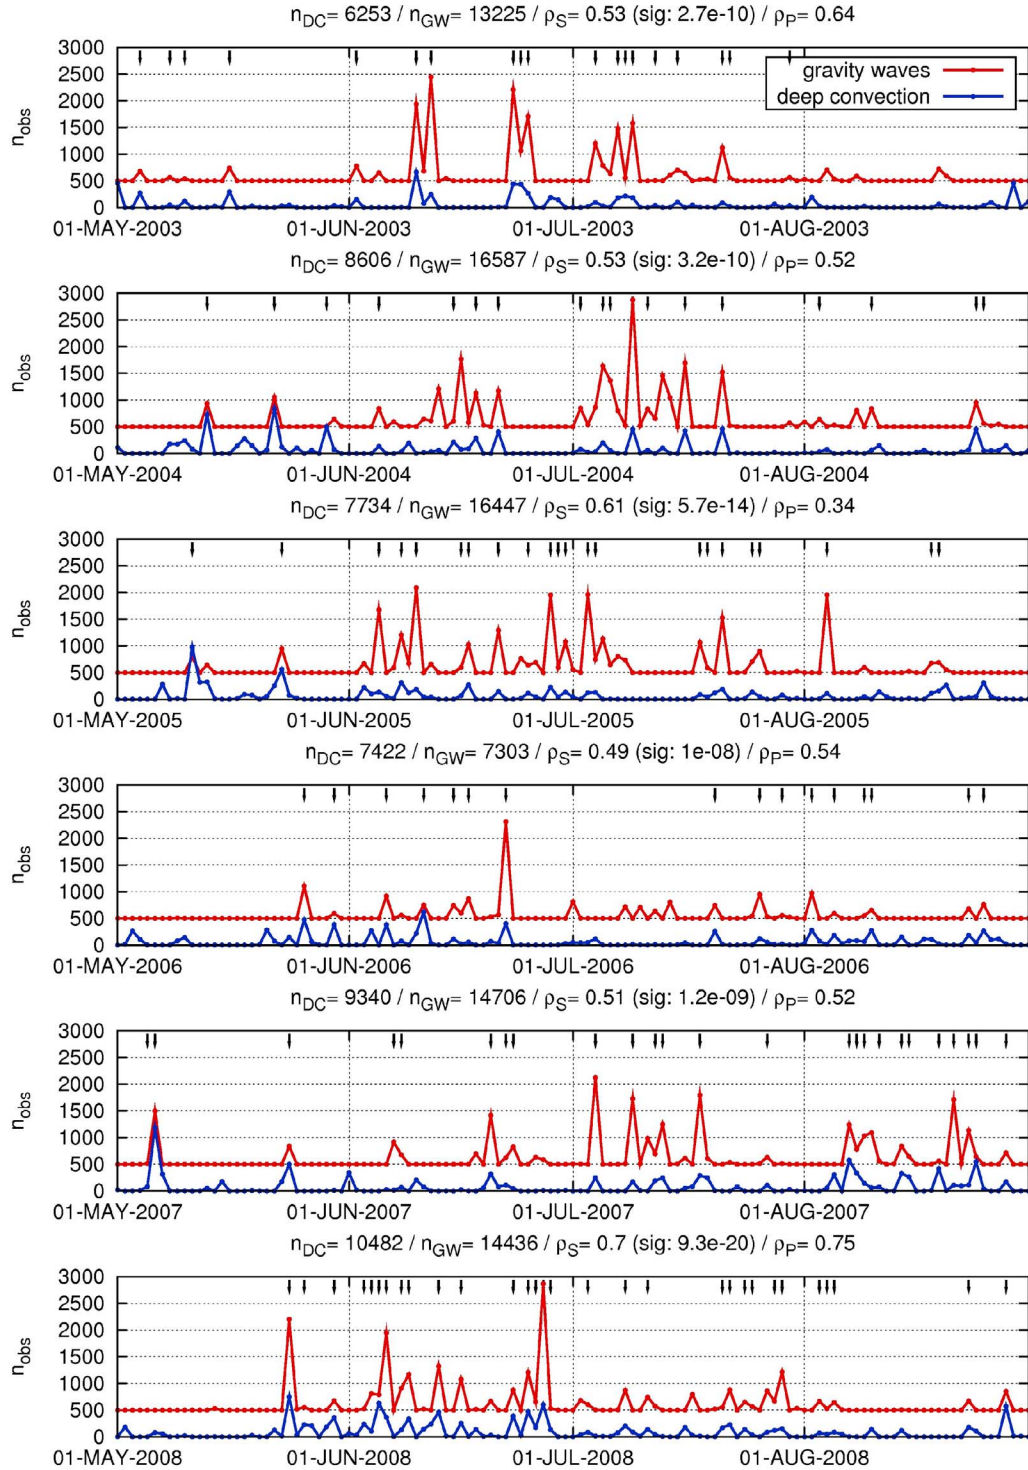 n_DC= 6253 / n_GW= 13225 / ρ_S= 0.53 (sig: 2.7e-10) / ρ_P= 0.64
3000
2500
2000
1500
1000
500
0
n_obs
gravity waves
deep convection
01-MAY-2003 01-JUN-2003 01-JUL-2003 01-AUG-2003
n_DC= 8606 / n_GW= 16587 / ρ_S= 0.53 (sig: 3.2e-10) / ρ_P= 0.52
3000
2500
2000
1500
1000
500
0
n_obs
01-MAY-2004 01-JUN-2004 01-JUL-2004 01-AUG-2004
n_DC= 7734 / n_GW= 16447 / ρ_S= 0.61 (sig: 5.7e-14) / ρ_P= 0.34
3000
2500
2000
1500
1000
500
0
n_obs
01-MAY-2005 01-JUN-2005 01-JUL-2005 01-AUG-2005
n_DC= 7422 / n_GW= 7303 / ρ_S= 0.49 (sig: 1e-08) / ρ_P= 0.54
3000
2500
2000
1500
1000
500
0
n_obs
01-MAY-2006 01-JUN-2006 01-JUL-2006 01-AUG-2006
n_DC= 9340 / n_GW= 14706 / ρ_S= 0.51 (sig: 1.2e-09) / ρ_P= 0.52
3000
2500
2000
1500
1000
500
0
n_obs
01-MAY-2007 01-JUN-2007 01-JUL-2007 01-AUG-2007
n_DC= 10482 / n_GW= 14436 / ρ_S= 0.7 (sig: 9.3e-20) / ρ_P= 0.75
3000
2500
2000
1500
1000
500
0
n_obs
01-MAY-2008 01-JUN-2008 01-JUL-2008 01-AUG-2008